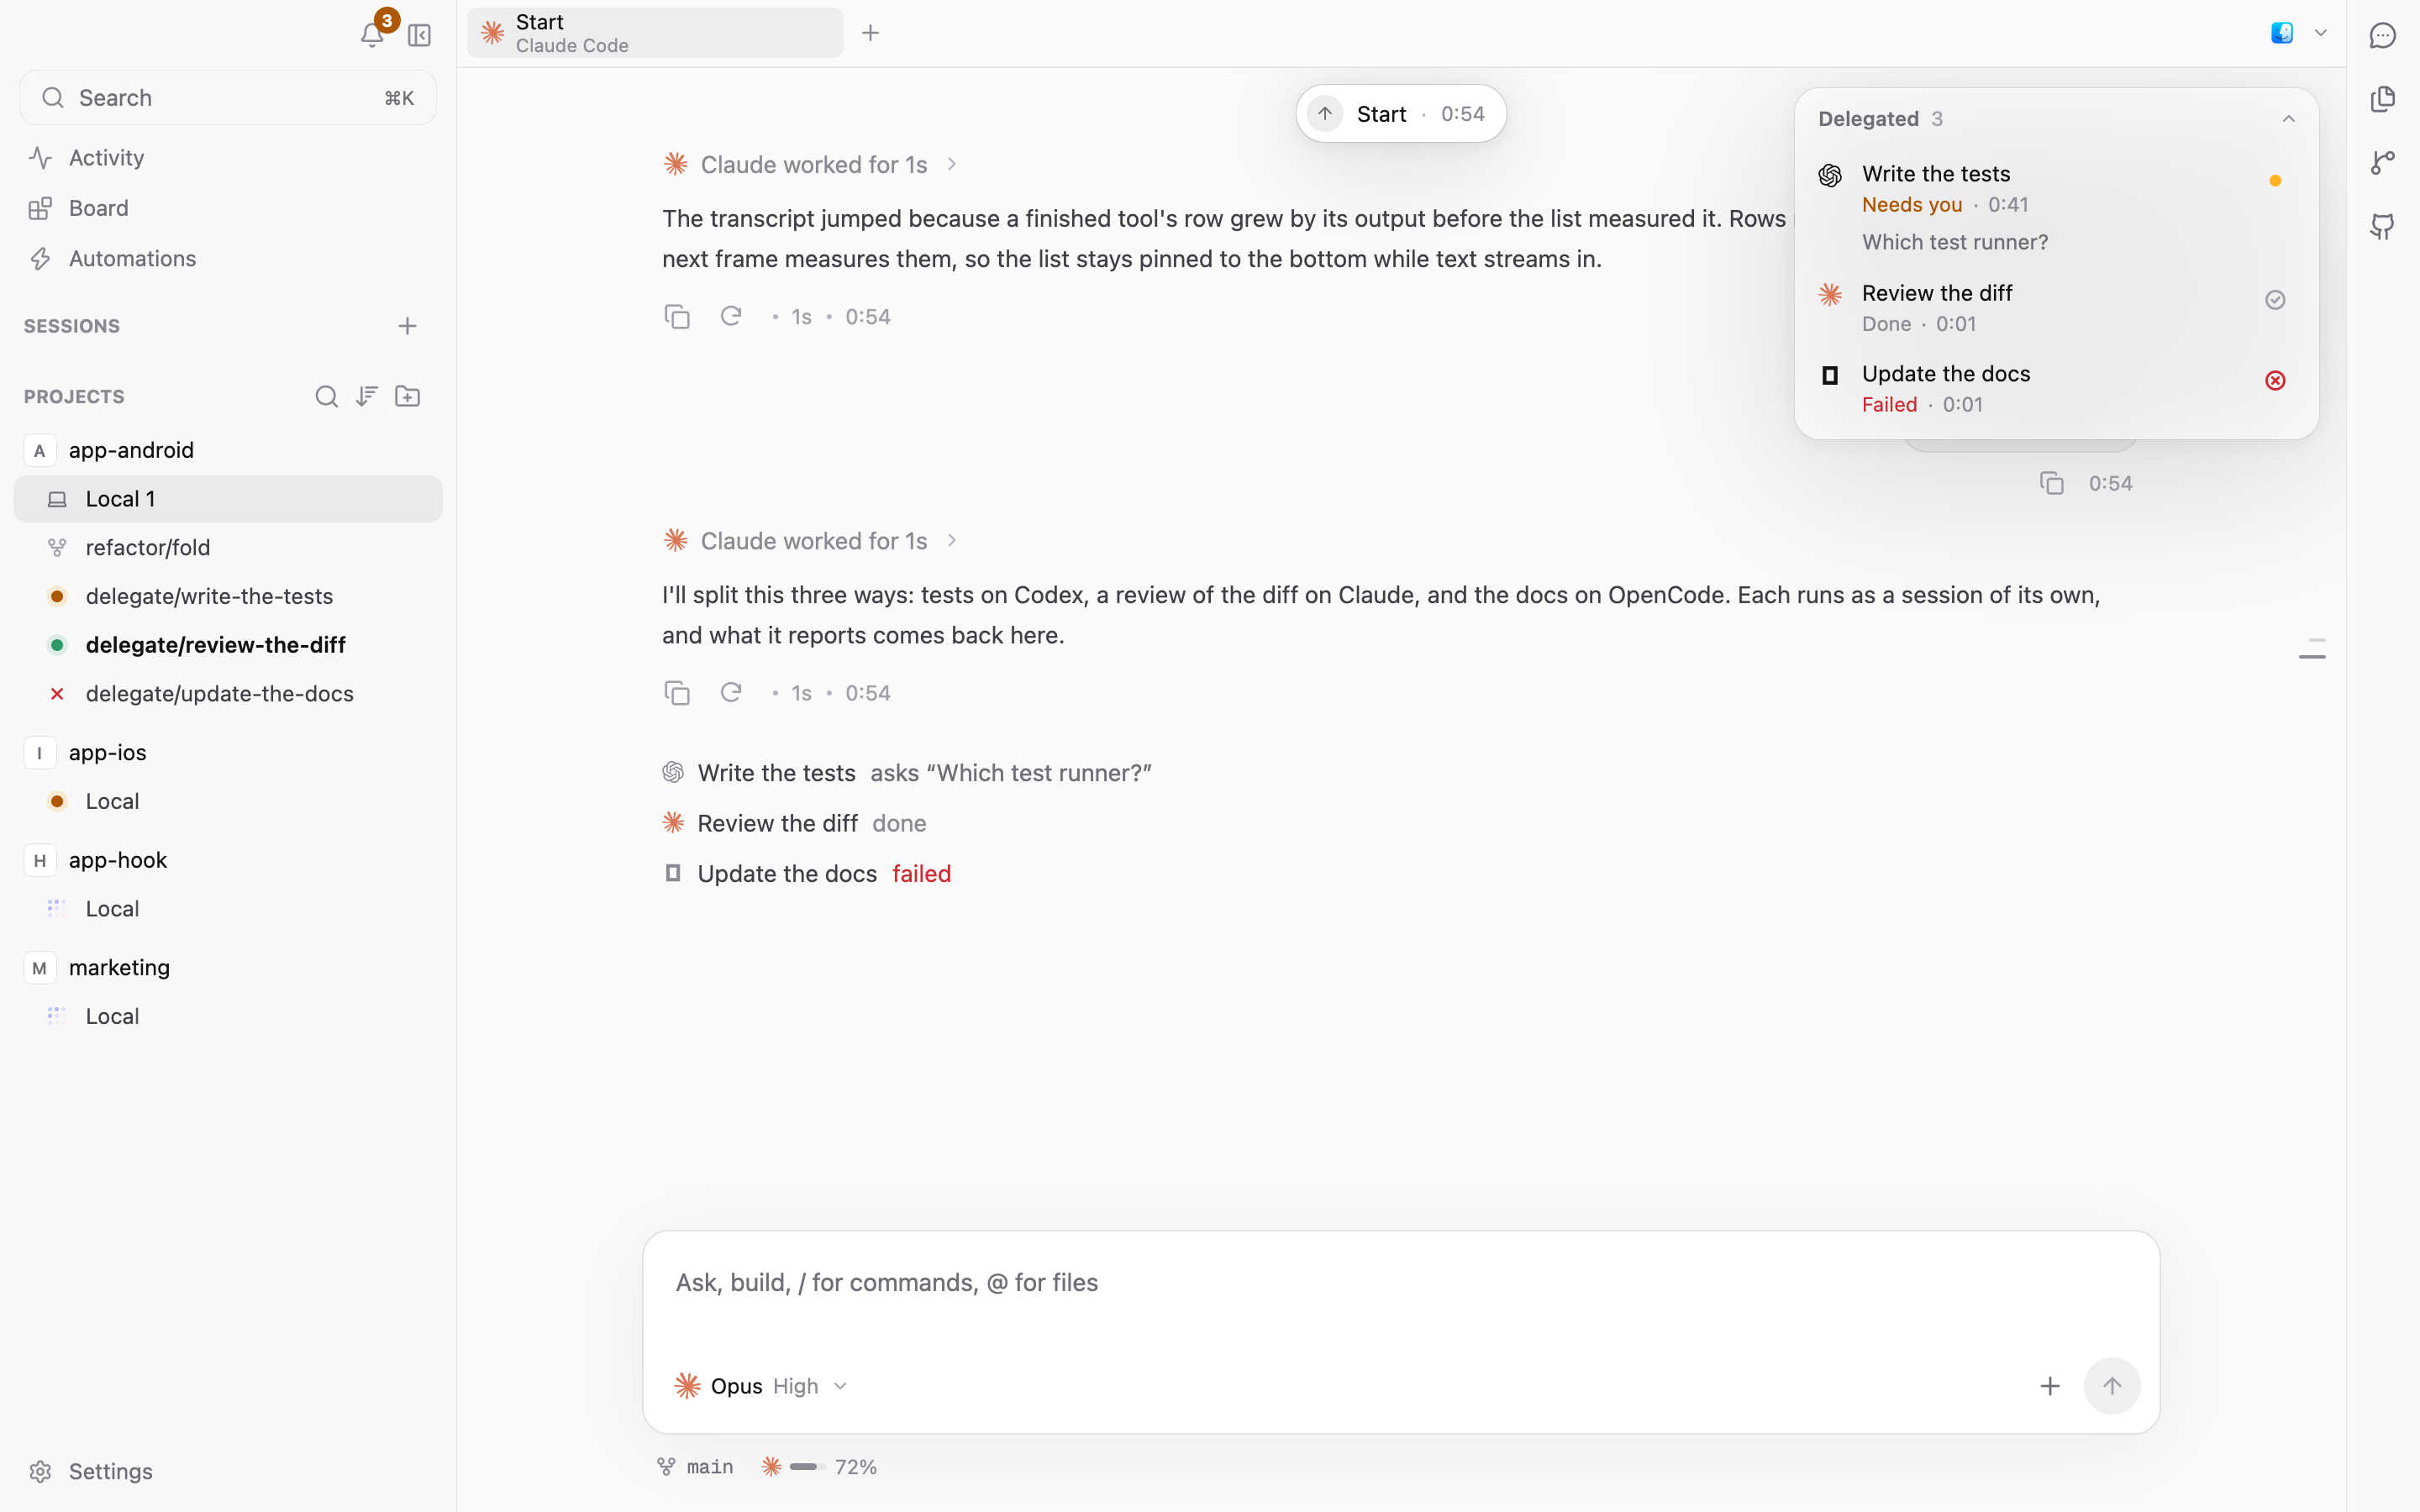 3
Search ⌘K
Activity
Board
Automations
SESSIONS
PROJECTS
A app-android
Local 1
refactor/fold
delegate/write-the-tests
delegate/review-the-diff
delegate/update-the-docs
I app-ios
Local
H app-hook
Local
M marketing
Local
Settings
Start
Claude Code
Start · 0:54
Claude worked for 1s
The transcript jumped because a finished tool's row grew by its output before the list measured it. Rows
next frame measures them, so the list stays pinned to the bottom while text streams in.
• 1s • 0:54
0:54
Claude worked for 1s
I'll split this three ways: tests on Codex, a review of the diff on Claude, and the docs on OpenCode. Each runs as a session of its own,
and what it reports comes back here.
• 1s • 0:54
Write the tests asks “Which test runner?”
Review the diff done
Update the docs failed
Delegated 3
Write the tests
Needs you · 0:41
Which test runner?
Review the diff
Done · 0:01
Update the docs
Failed · 0:01
Ask, build, / for commands, @ for files
Opus High
main 72%